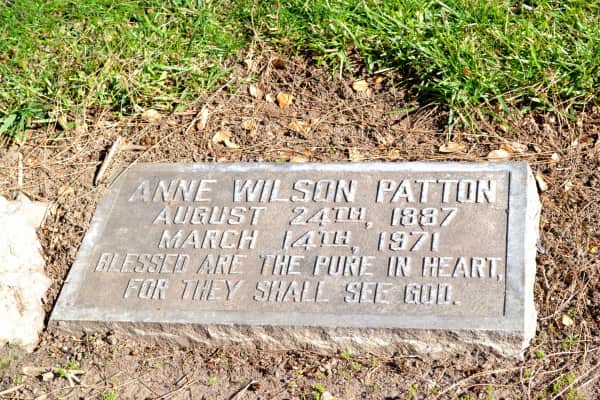 ANNE WILSON PATTON
AUGUST 24TH, 1887
MARCH 14TH, 1971
BLESSED ARE THE PURE IN HEART,
FOR THEY SHALL SEE GOD.